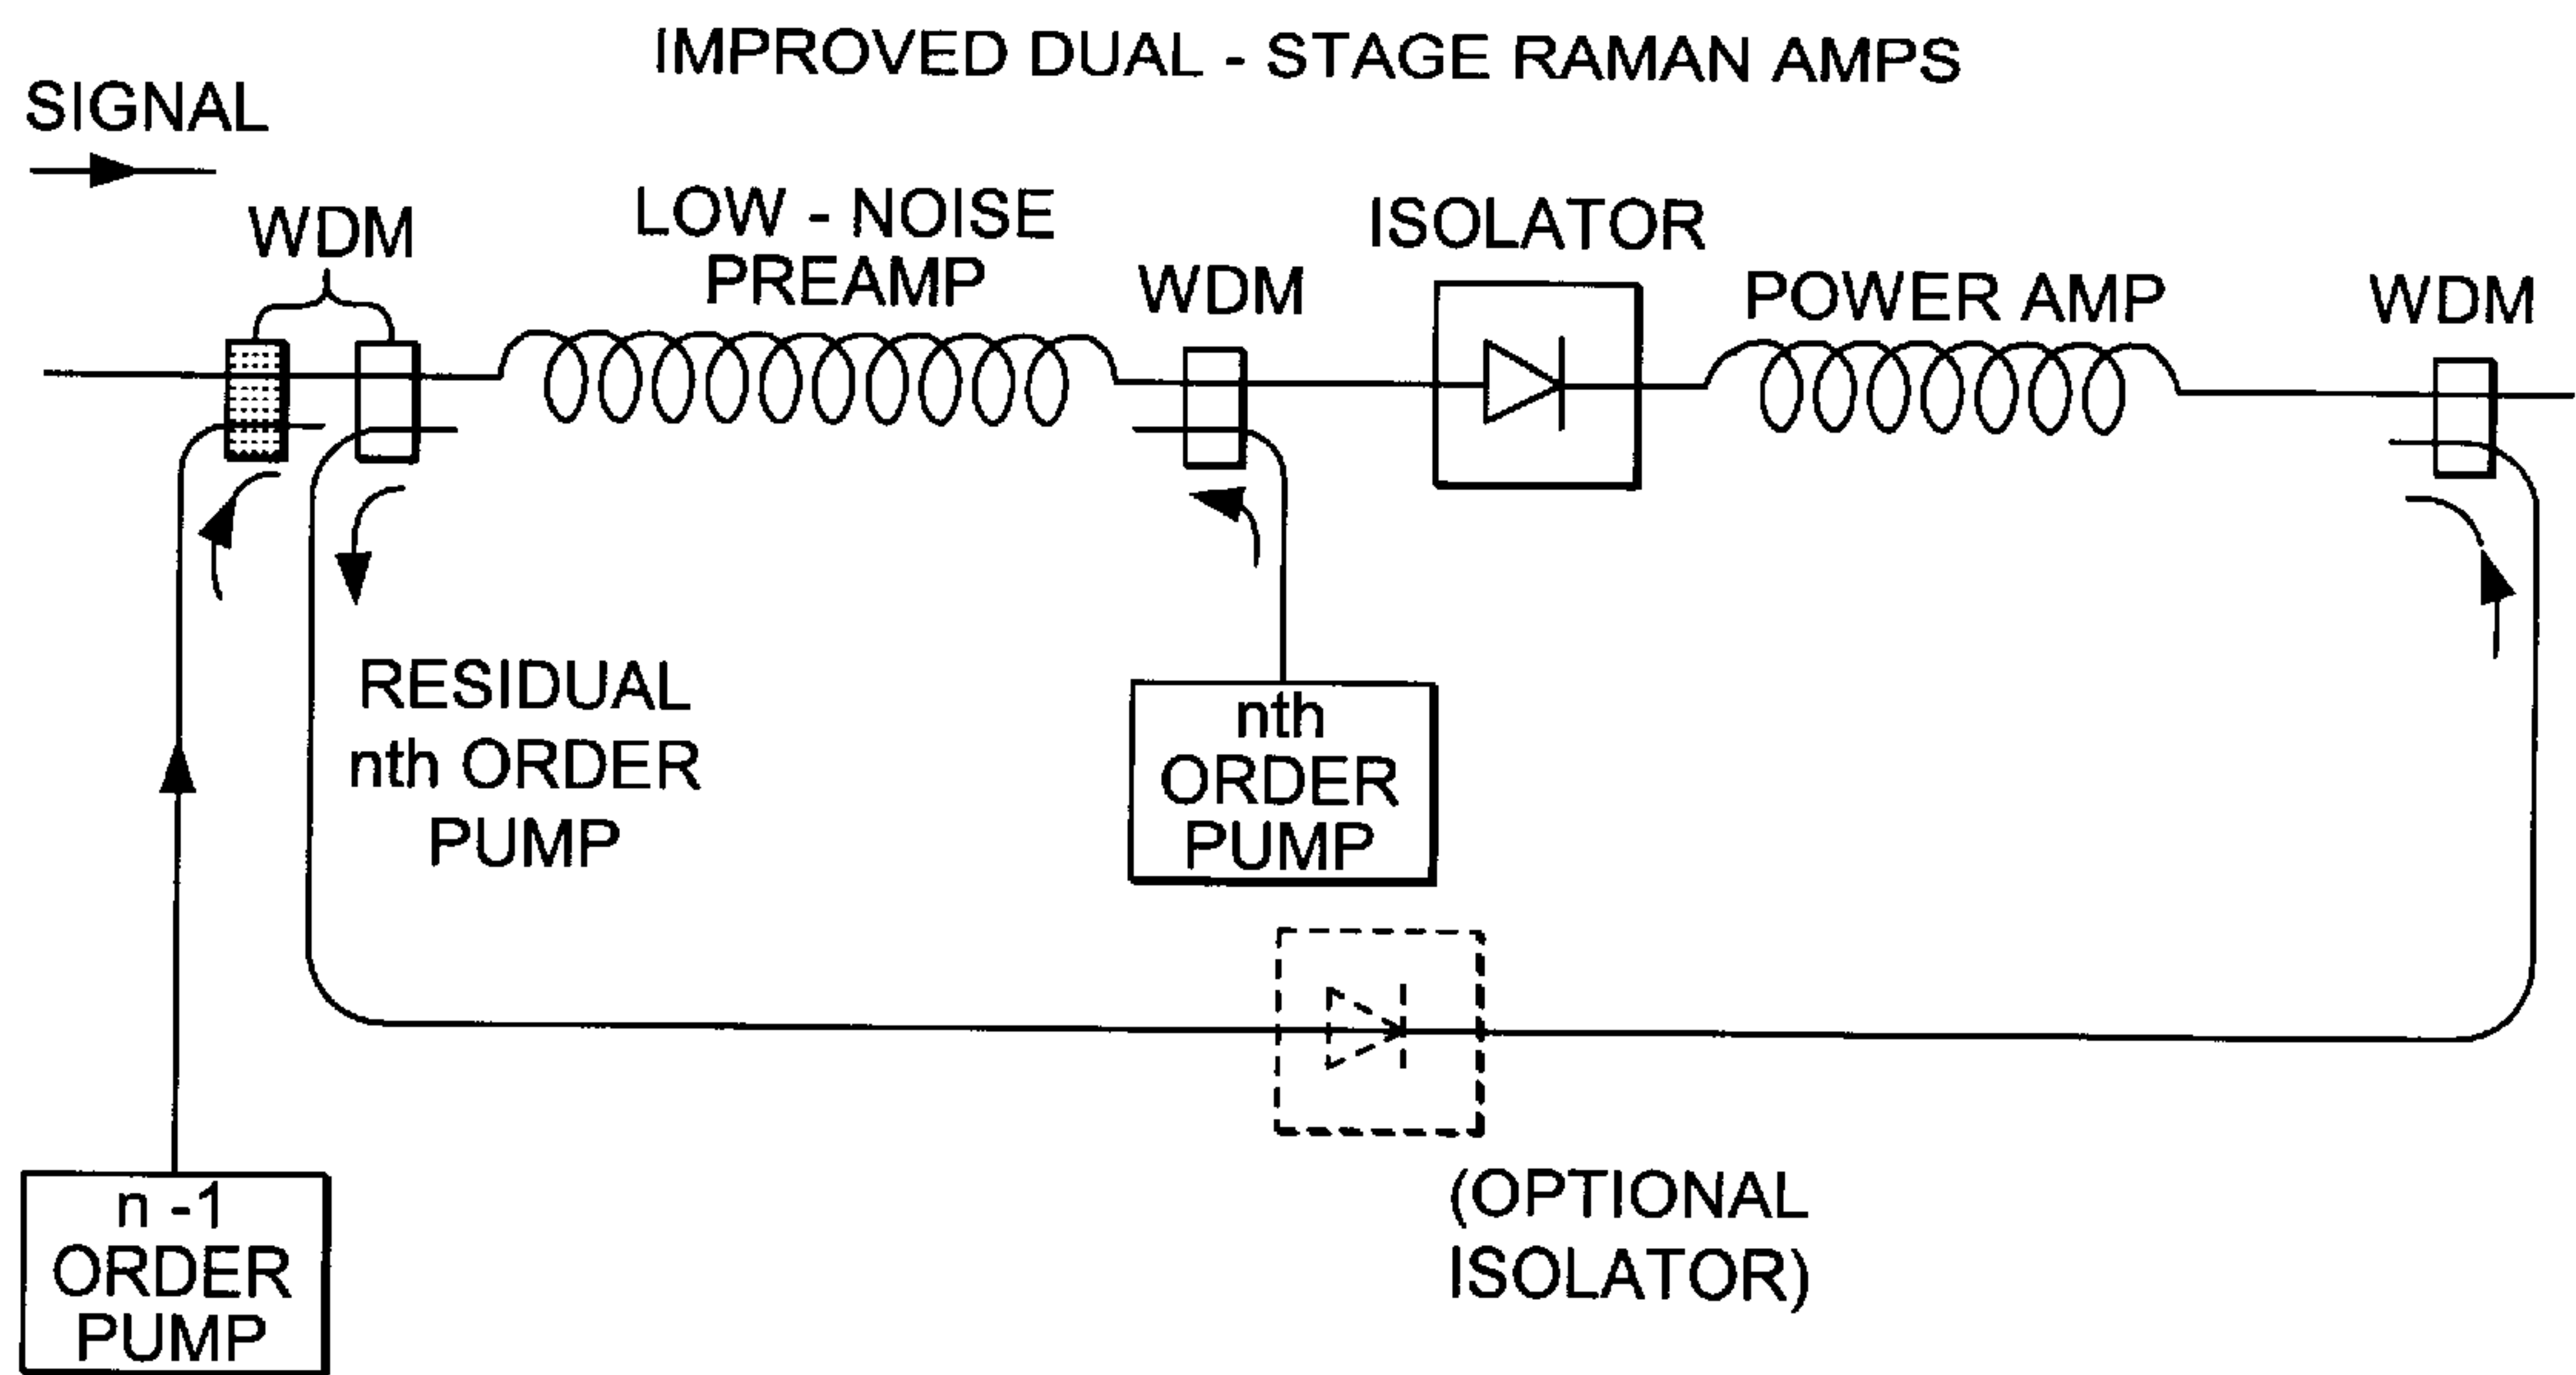 IMPROVED DUAL - STAGE RAMAN AMPS
SIGNAL
WDM
LOW - NOISE
PREAMP
WDM
ISOLATOR
POWER AMP
WDM
RESIDUAL
nth ORDER
PUMP
nth
ORDER
PUMP
n -1
ORDER
PUMP
(OPTIONAL
ISOLATOR)